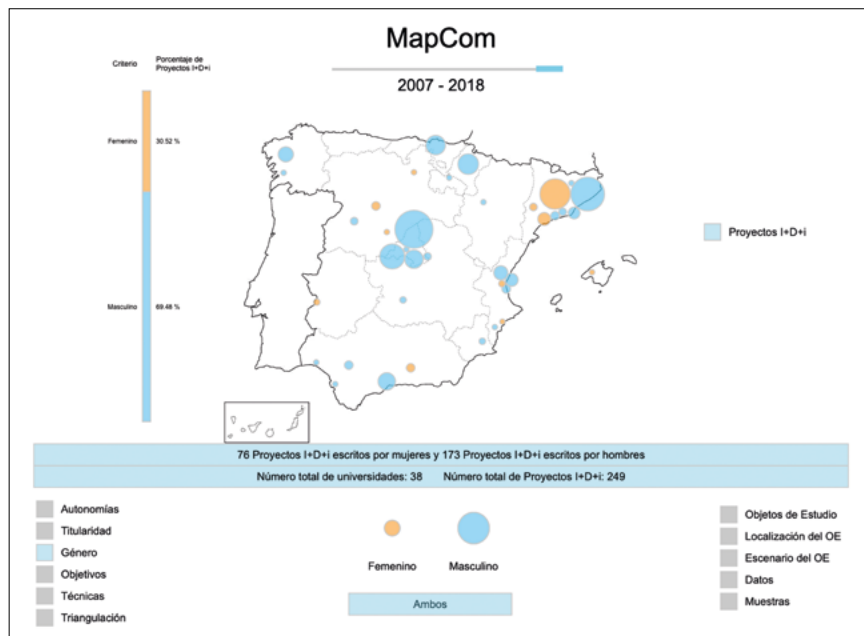 MapCom
2007 - 2018
Criterio
Porcentaje de
Proyectos I+D+i
Femenino
30.52 %
Masculino
69.48 %
Proyectos I+D+i
76 Proyectos I+D+i escritos por mujeres y 173 Proyectos I+D+i escritos por hombres
Número total de universidades: 38 Número total de Proyectos I+D+i: 249
Autonomías
Titularidad
Género
Objetivos
Técnicas
Triangulación
Femenino
Masculino
Ambos
Objetos de Estudio
Localización del OE
Escenario del OE
Datos
Muestras